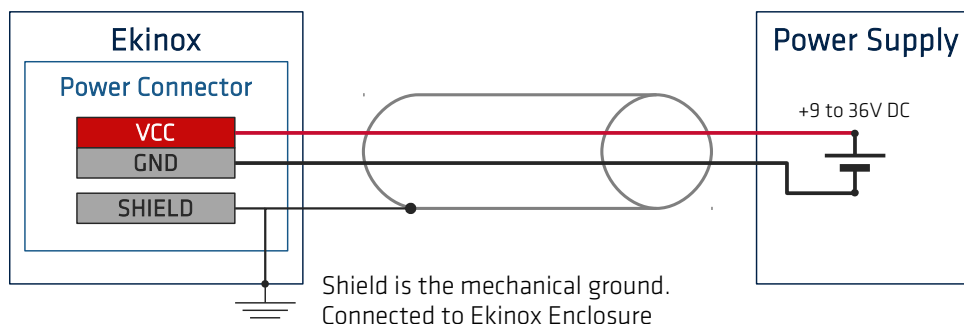 Ekinox
Power Supply
Power Connector
+9 to 36V DC
VCC
GND
SHIELD
Shield is the mechanical ground.
Connected to Ekinox Enclosure